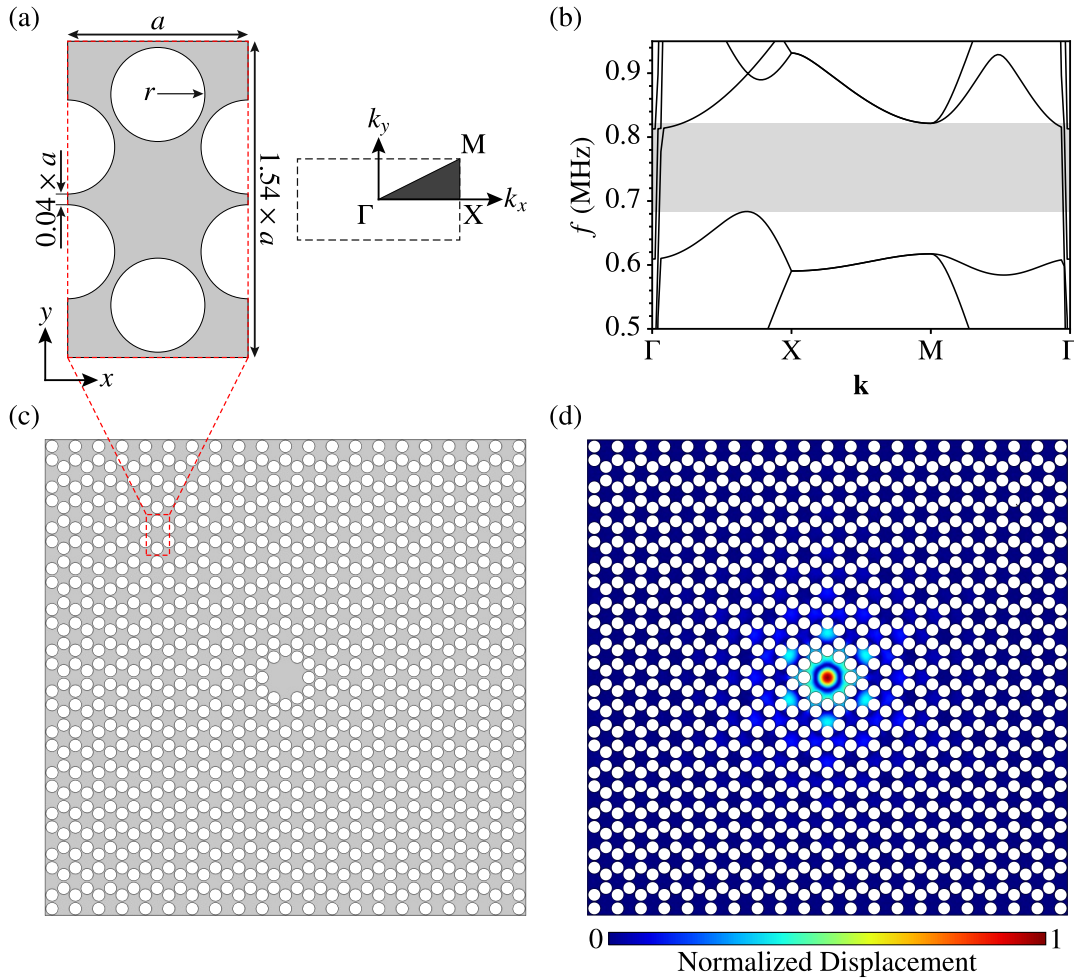 (a)
a
r
0.04 × a
1.54 × a
y
x
k_y
M
Γ
X
k_x
(b)
f (MHz)
0.9
0.8
0.7
0.6
0.5
Γ
X
M
Γ
k
(c)
(d)
0
1
Normalized Displacement